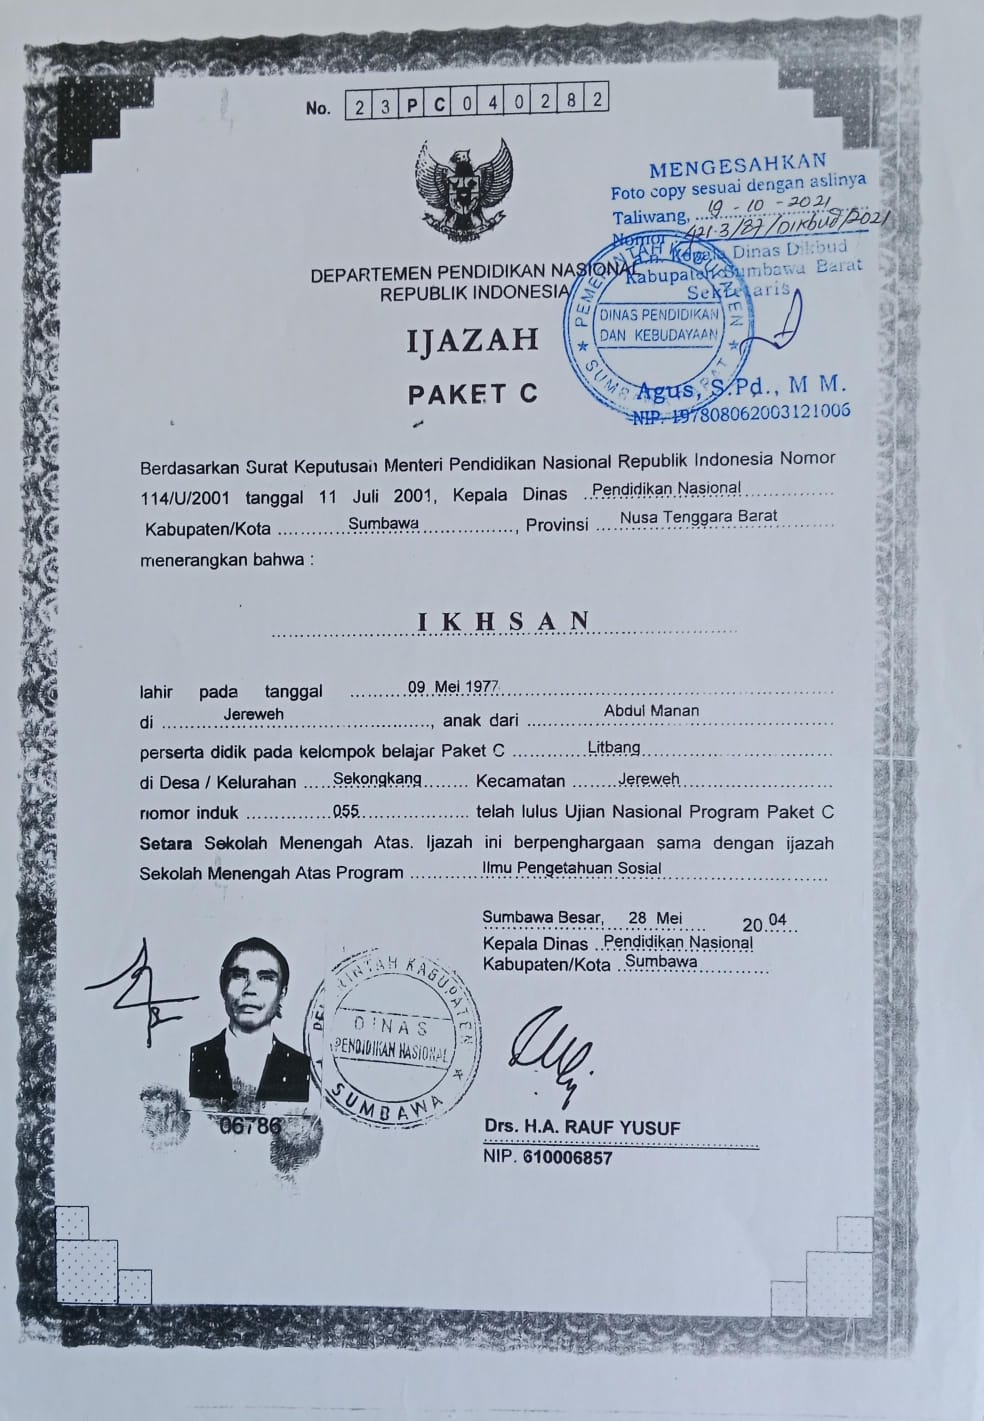 No. 23PC040282
MENGESAHKAN
Foto copy sesuai dengan aslinya
Taliwang, 19 - 10 - 2021
Nomor : 421.3/87/DIKBUD/2021
a.n. Kepala Dinas Dikbud
Kabupaten Sumbawa Barat
Sekretaris
PEMERINTAH KABUPATEN
DINAS PENDIDIKAN
DAN KEBUDAYAAN
SUMBAWA BARAT
Agus, S.Pd., M M.
NIP. 197808062003121006
DEPARTEMEN PENDIDIKAN NASIONAL
REPUBLIK INDONESIA
IJAZAH
PAKET C
Berdasarkan Surat Keputusan Menteri Pendidikan Nasional Republik Indonesia Nomor
114/U/2001 tanggal 11 Juli 2001, Kepala Dinas Pendidikan Nasional
Kabupaten/Kota Sumbawa, Provinsi Nusa Tenggara Barat
menerangkan bahwa :
IKHSAN
lahir pada tanggal 09 Mei 1977
di Jereweh, anak dari Abdul Manan
perserta didik pada kelompok belajar Paket C Litbang
di Desa / Kelurahan Sekongkang Kecamatan Jereweh
nomor induk 055 telah lulus Ujian Nasional Program Paket C
Setara Sekolah Menengah Atas. Ijazah ini berpenghargaan sama dengan ijazah
Sekolah Menengah Atas Program Ilmu Pengetahuan Sosial
Sumbawa Besar, 28 Mei 2004
Kepala Dinas Pendidikan Nasional
Kabupaten/Kota Sumbawa
PEMERINTAH KABUPATEN
DINAS
PENDIDIKAN NASIONAL
SUMBAWA
06786
Drs. H.A. RAUF YUSUF
NIP. 610006857